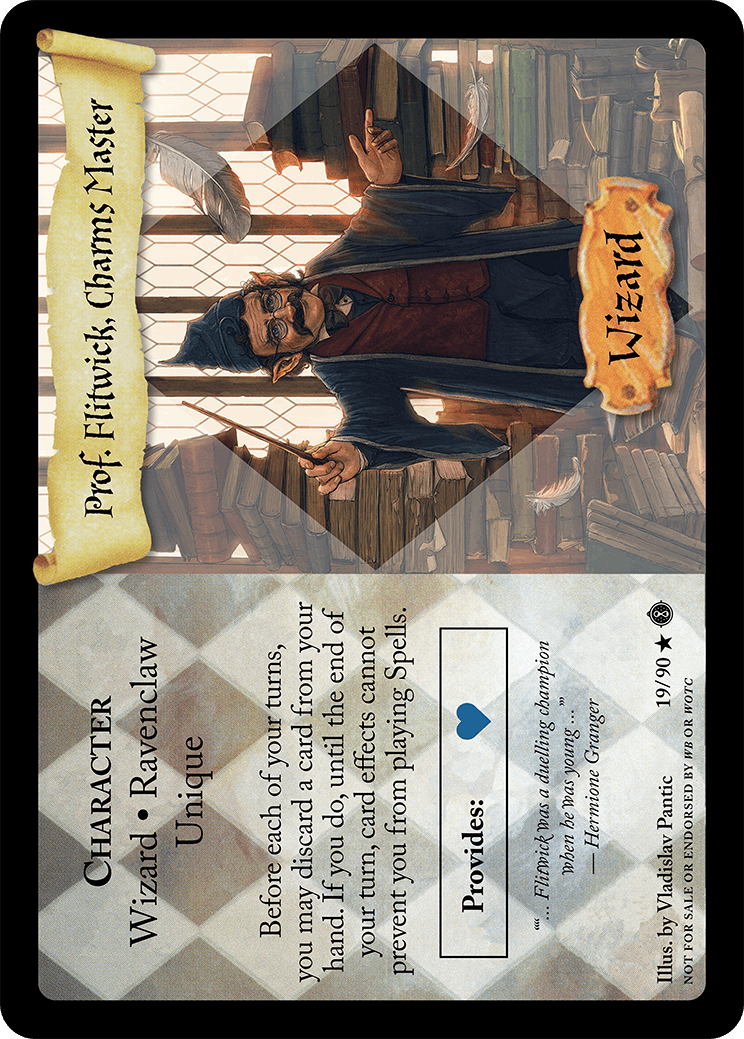 Prof. Flitwick, Charms Master
Wizard
CHARACTER
Wizard • Ravenclaw
Unique
Before each of your turns,
you may discard a card from your
hand. If you do, until the end of
your turn, card effects cannot
prevent you from playing Spells.
Provides:
““... Flitwick was a duelling champion
when he was young ...’”
— Hermione Granger
Illus. by Vladislav Pantic 19/90 ★
NOT FOR SALE OR ENDORSED BY WB OR WOTC